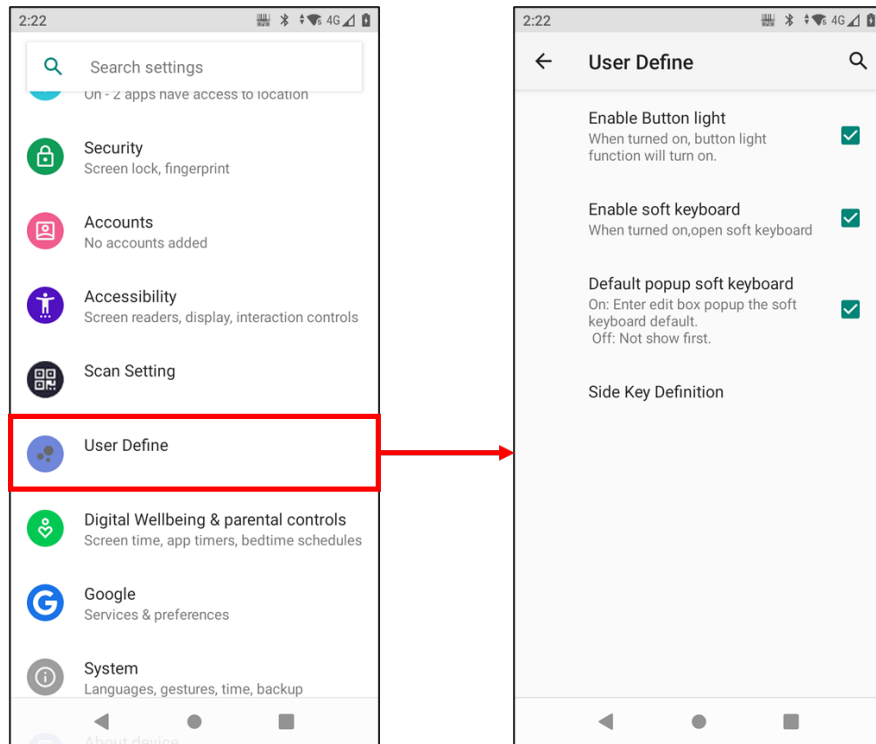 2:22
4G
Search settings
On - 2 apps have access to location
Security
Screen lock, fingerprint
Accounts
No accounts added
Accessibility
Screen readers, display, interaction controls
Scan Setting
User Define
Digital Wellbeing & parental controls
Screen time, app timers, bedtime schedules
Google
Services & preferences
System
Languages, gestures, time, backup
About device
2:22
4G
User Define
Enable Button light
When turned on, button light
function will turn on.
Enable soft keyboard
When turned on,open soft keyboard
Default popup soft keyboard
On: Enter edit box popup the soft
keyboard default.
Off: Not show first.
Side Key Definition